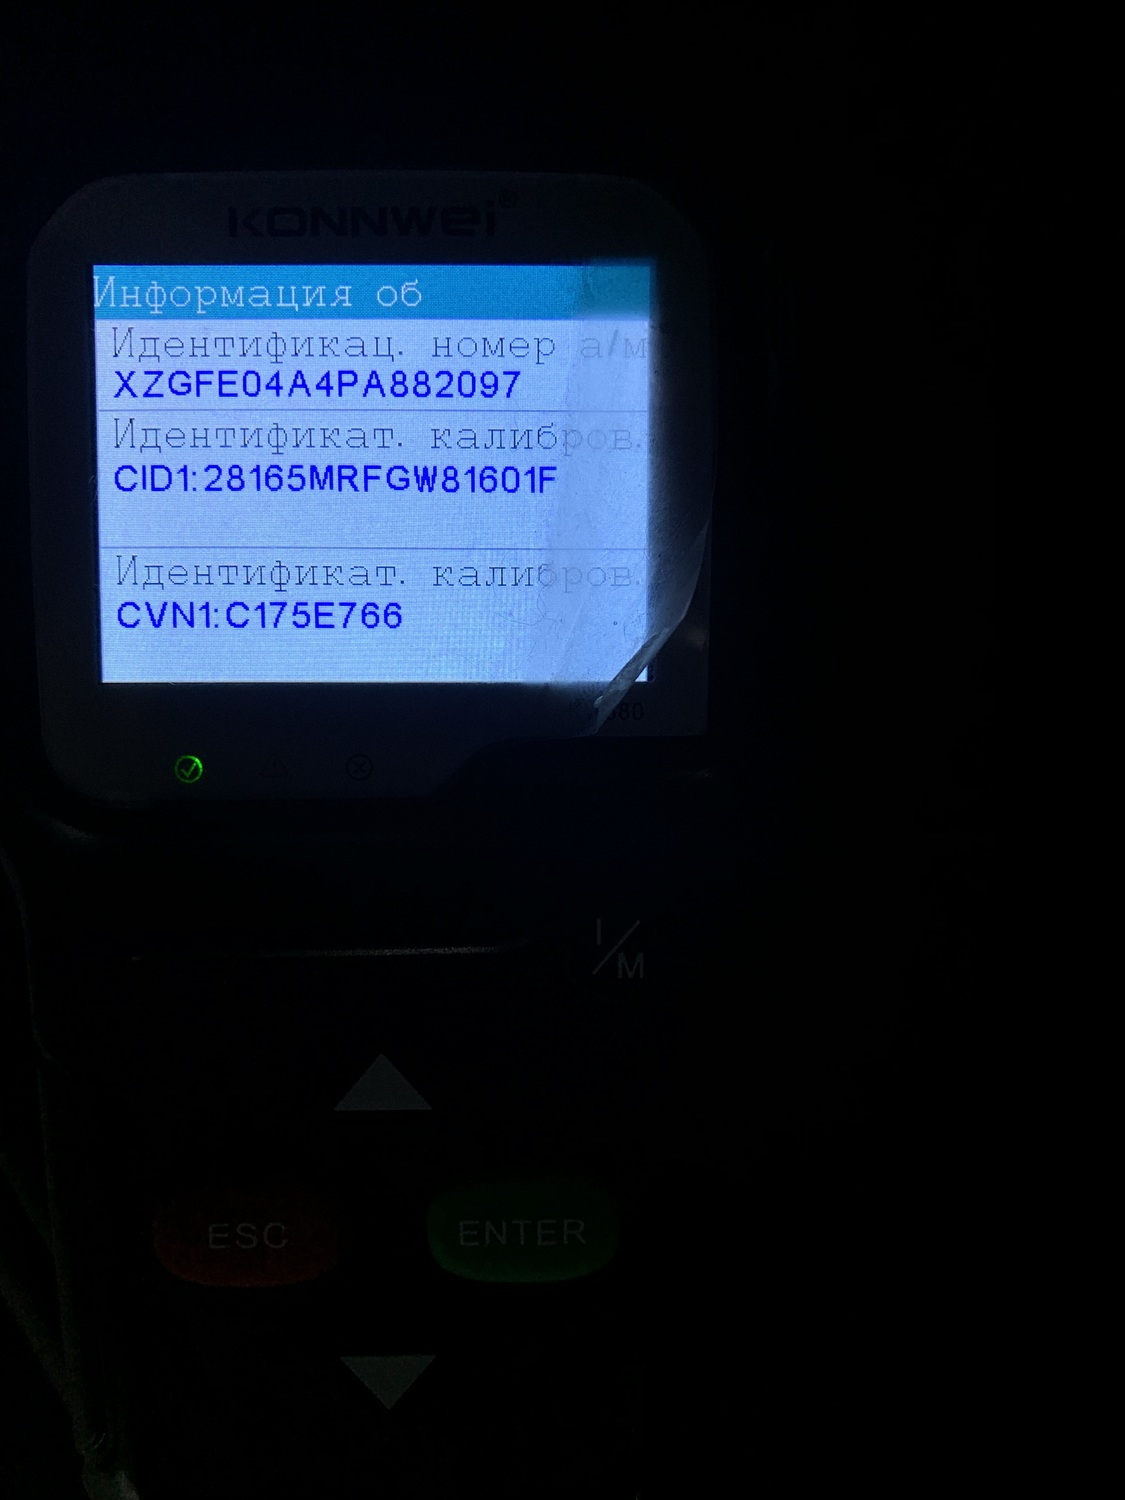 KONNWEI®
Информация об
Идентификац. номер а/м
XZGFE04A4PA882097
Идентификат. калибров.
CID1:28165MRFGW81601F
Идентификат. калибров.
CVN1:C175E766
I/M
ESC
ENTER